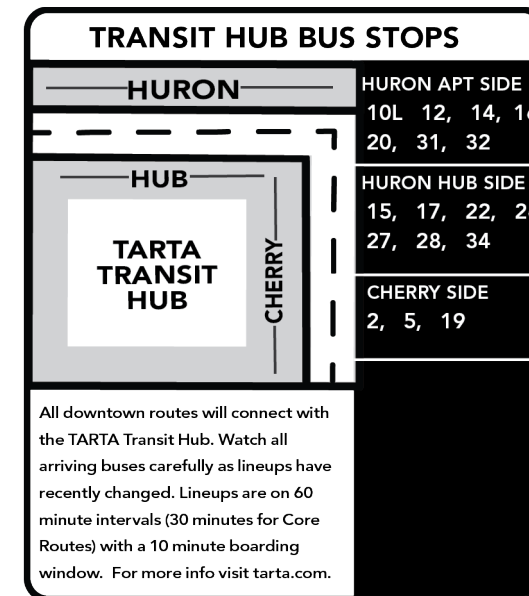 TRANSIT HUB BUS STOPS
HURON
HUB
TARTA
TRANSIT
HUB
CHERRY
HURON APT SIDE
10L 12, 14,
20, 31, 32
HURON HUB SIDE
15, 17, 22,
27, 28, 34
CHERRY SIDE
2, 5, 19
All downtown routes will connect with
the TARTA Transit Hub. Watch all
arriving buses carefully as lineups have
recently changed. Lineups are on 60
minute intervals (30 minutes for Core
Routes) with a 10 minute boarding
window. For more info visit tarta.com.